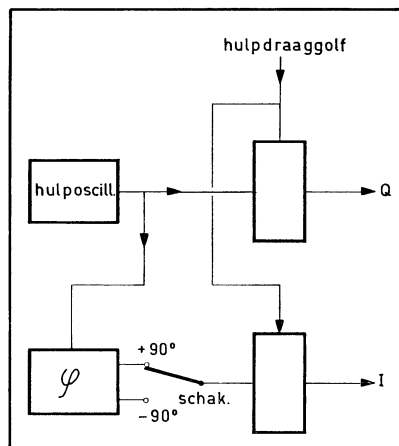 hulpdraaggolf
hulposcill.
Q
+90°
φ
schak.
−90°
I